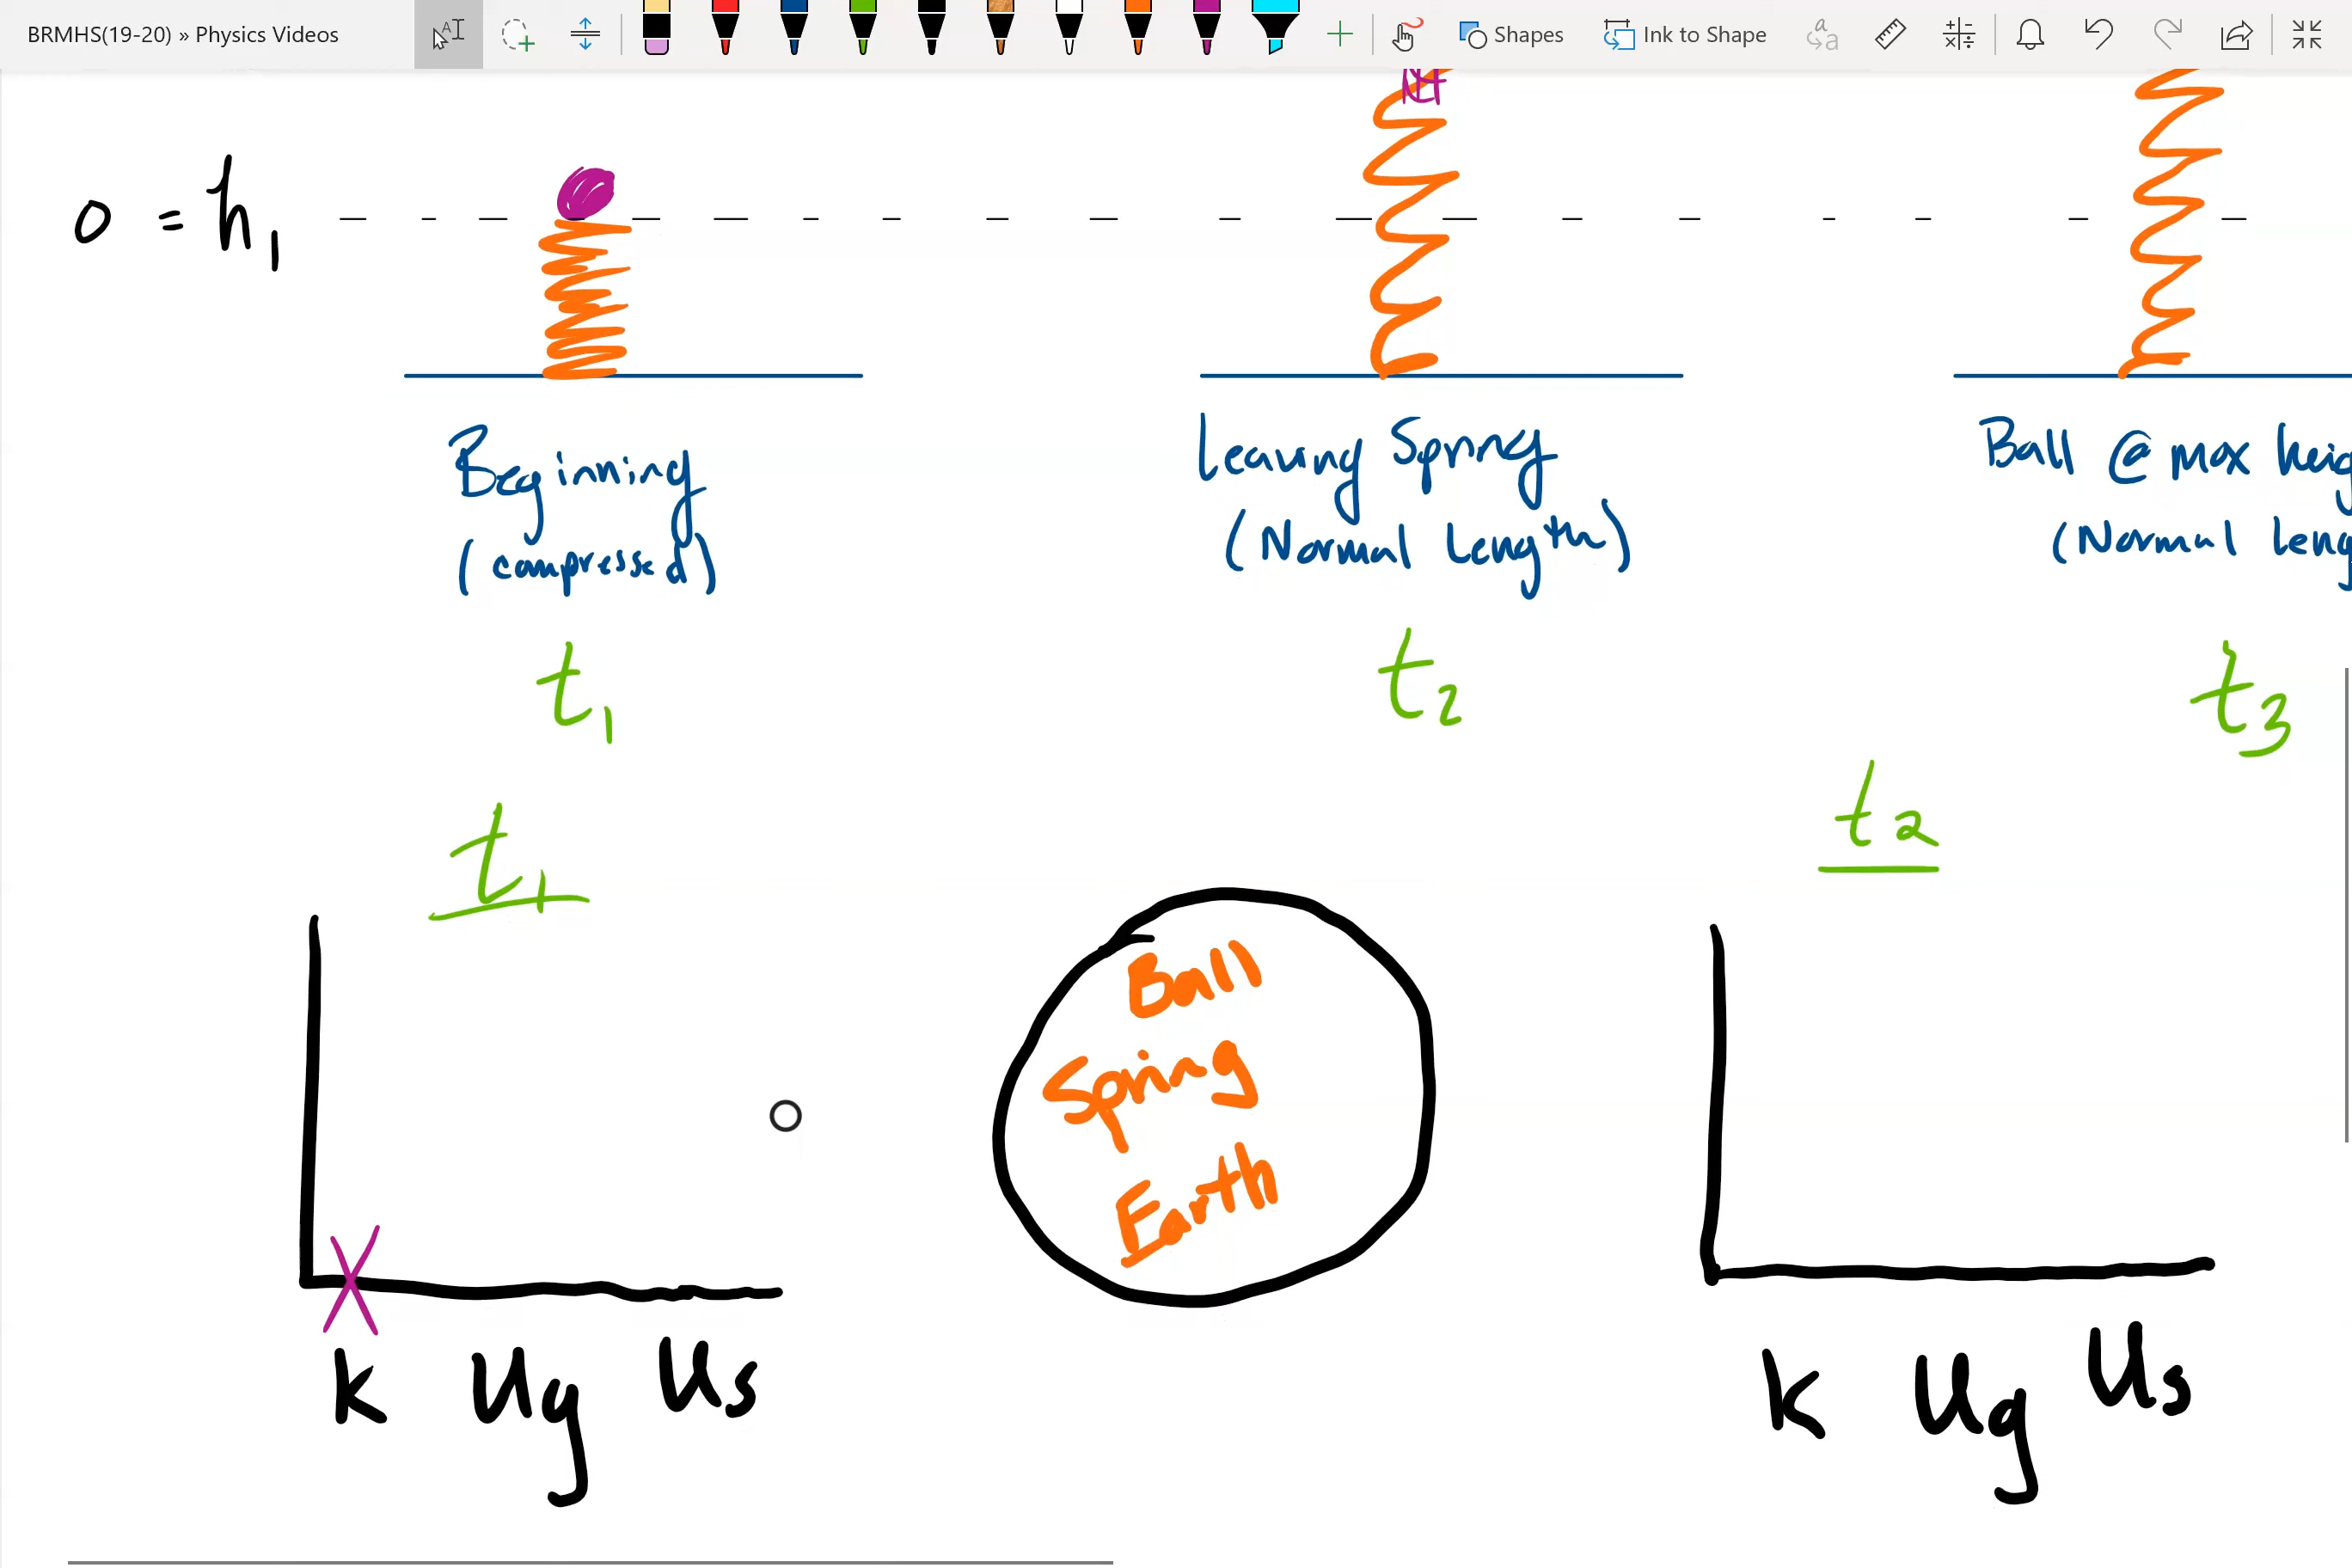 BRMHS(19-20) » Physics Videos
Shapes
Ink to Shape
0 = h1
Beginning
(compressed)
Leaving Spring
(Normal Length)
Ball @ max heig
(Normal Leng
t1
t2
t3
t1
t2
Ball
Spring
Earth
K Ug Us
K Ug Us